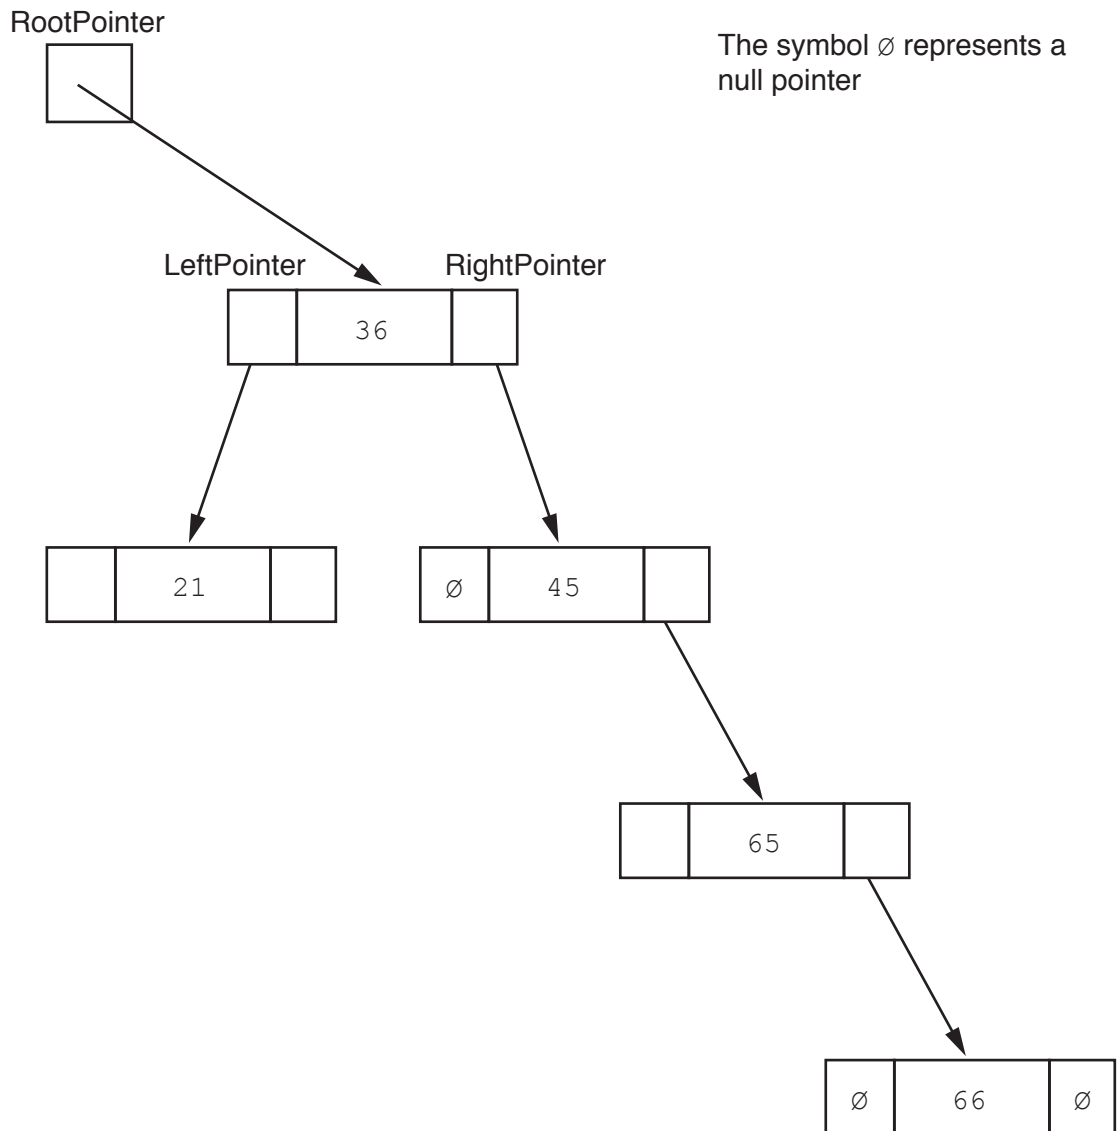 RootPointer
The symbol ∅ represents a
null pointer
LeftPointer RightPointer
36
21 ∅ 45
65
∅ 66 ∅